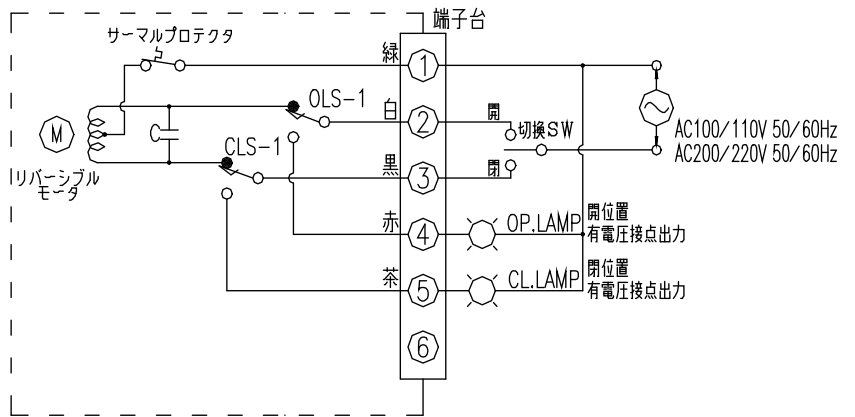 端子台
サーマルプロテクタ
緑
1
OLS-1
白
2
開
切換SW
M
C
CLS-1
黒
3
閉
AC100/110V 50/60Hz
AC200/220V 50/60Hz
リバーシブル
モータ
赤
4
OP.LAMP
開位置
有電圧接点出力
茶
5
CL.LAMP
閉位置
有電圧接点出力
6